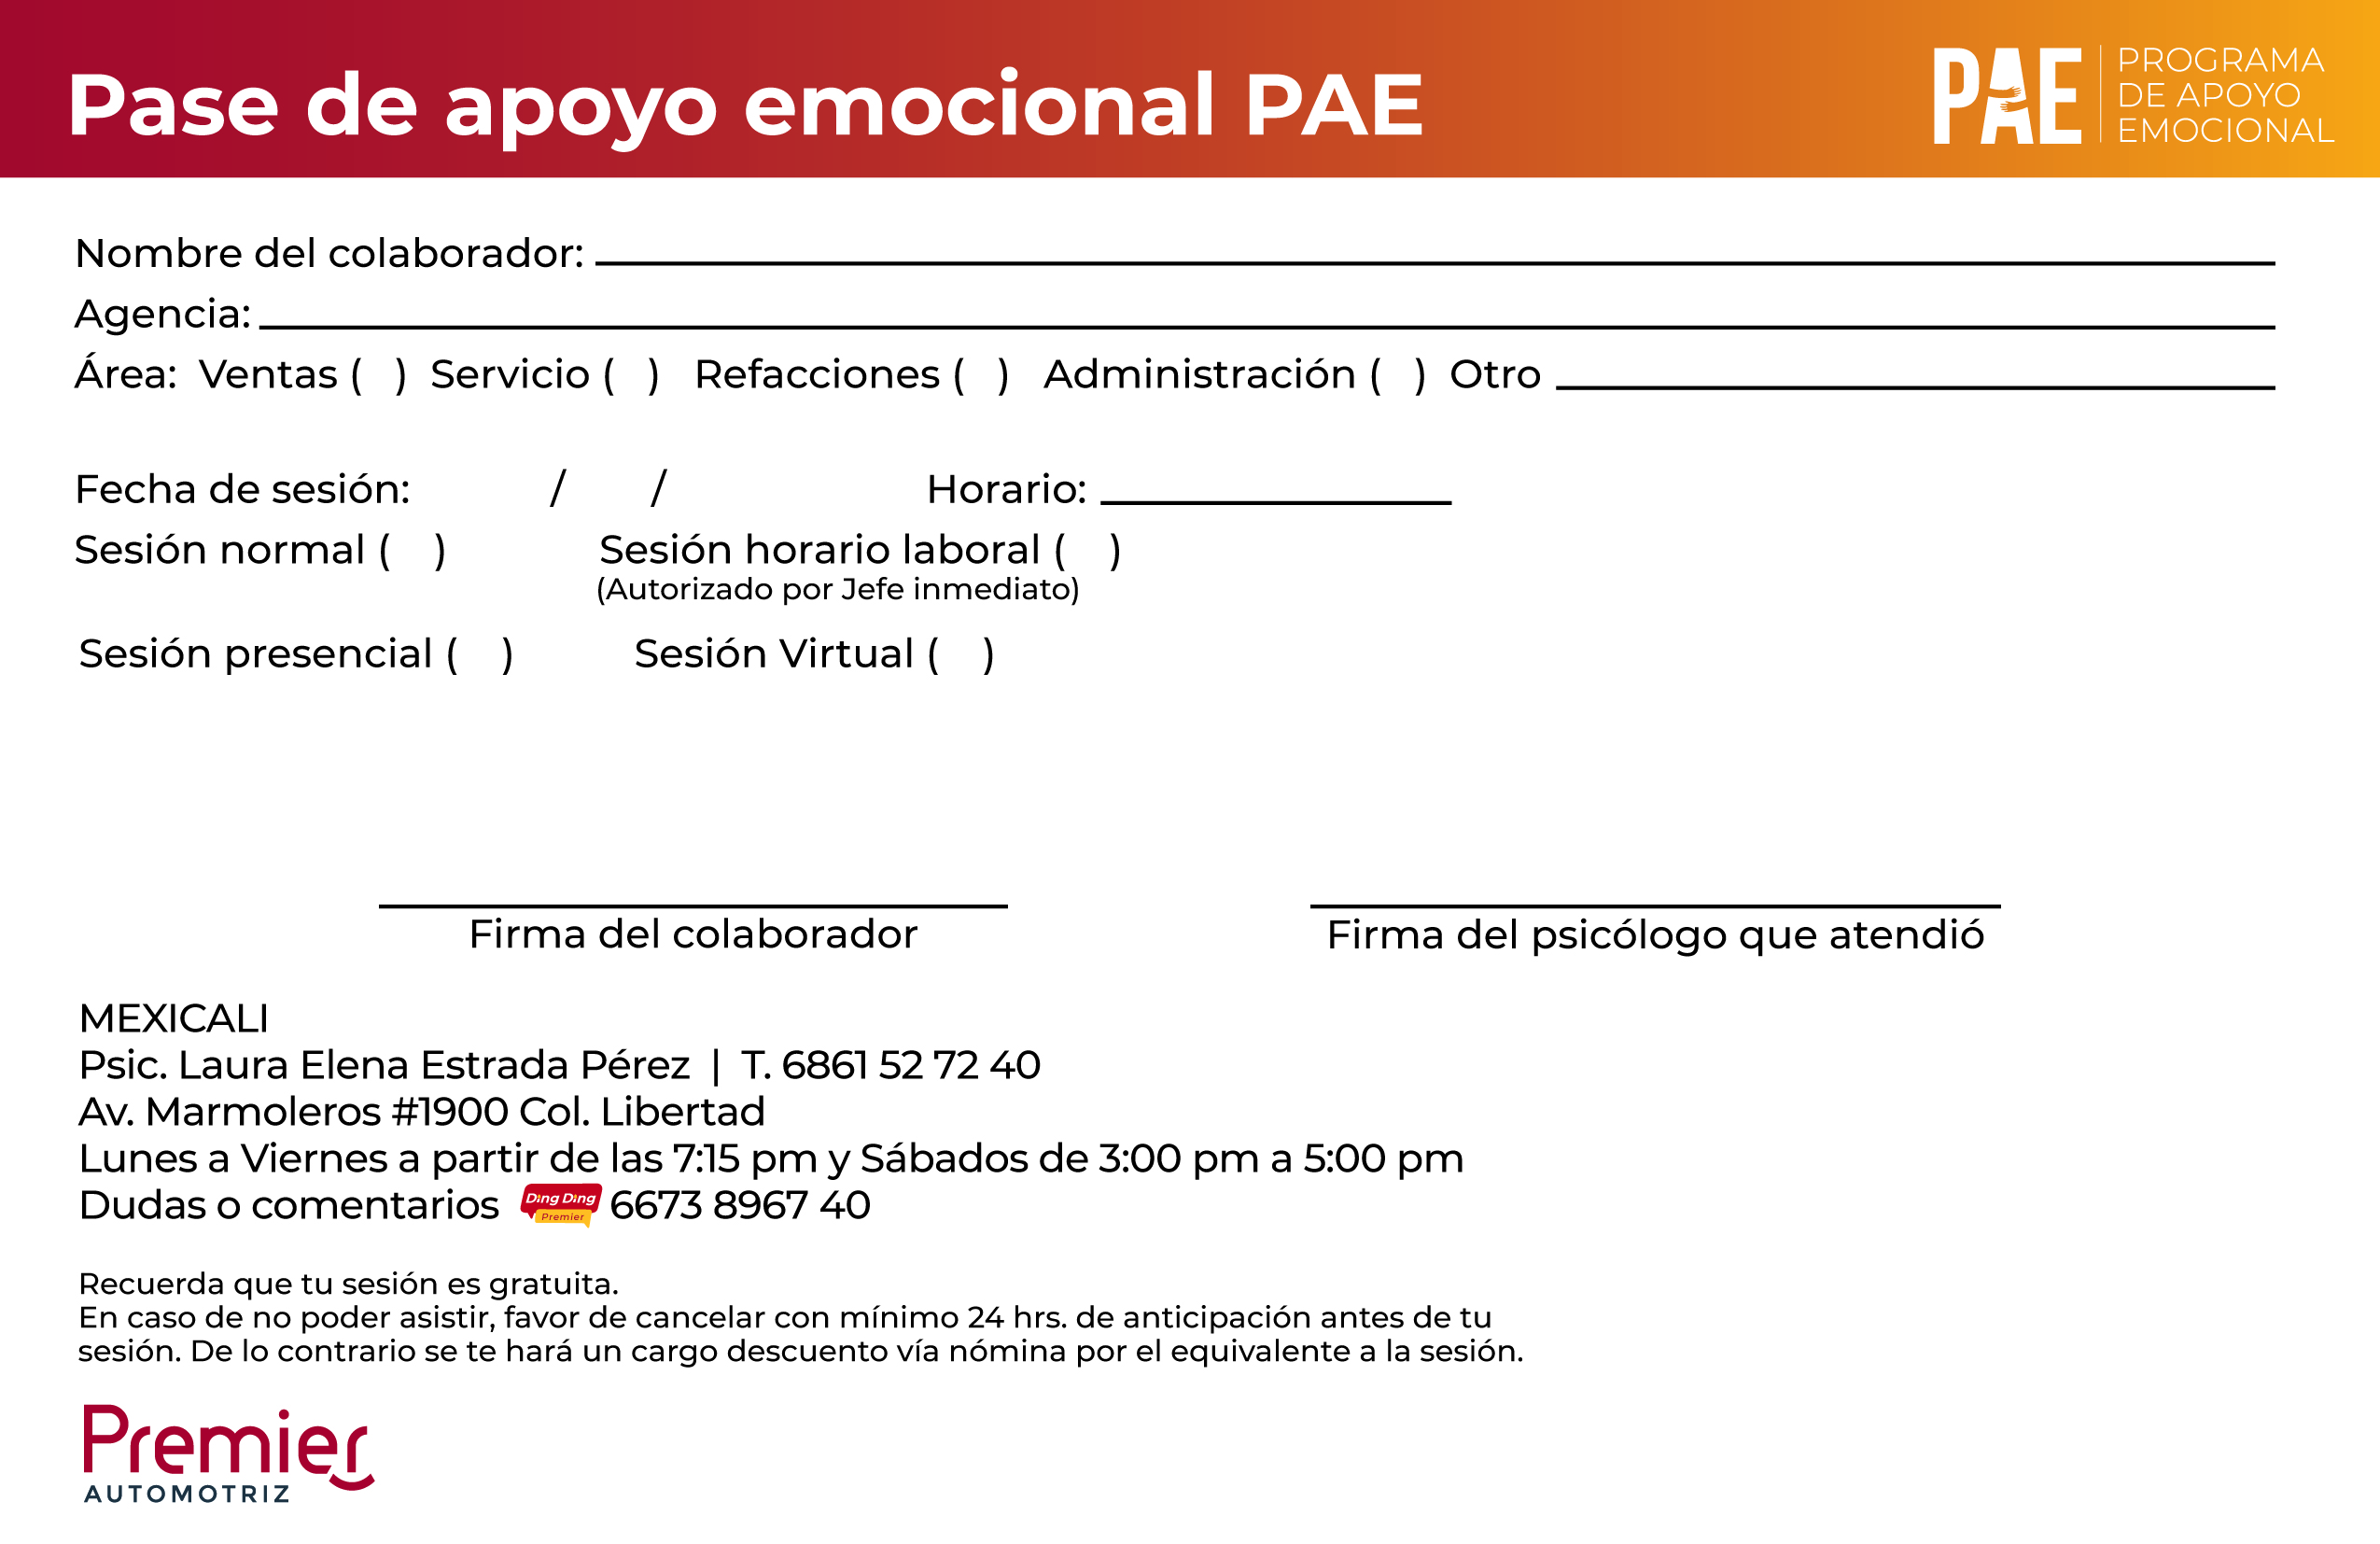 Pase de apoyo emocional PAE
PAE
PROGRAMA
DE APOYO
EMOCIONAL
Nombre del colaborador:
Agencia:
Área: Ventas ( ) Servicio ( ) Refacciones ( ) Administración ( ) Otro
Fecha de sesión: / / Horario:
Sesión normal ( ) Sesión horario laboral ( )
(Autorizado por Jefe inmediato)
Sesión presencial ( ) Sesión Virtual ( )
Firma del colaborador Firma del psicólogo que atendió
MEXICALI
Psic. Laura Elena Estrada Pérez | T. 6861 52 72 40
Av. Marmoleros #1900 Col. Libertad
Lunes a Viernes a partir de las 7:15 pm y Sábados de 3:00 pm a 5:00 pm
Dudas o comentarios Ding Ding Premier 6673 8967 40
Recuerda que tu sesión es gratuita.
En caso de no poder asistir, favor de cancelar con mínimo 24 hrs. de anticipación antes de tu
sesión. De lo contrario se te hará un cargo descuento vía nómina por el equivalente a la sesión.
Premier
AUTOMOTRIZ